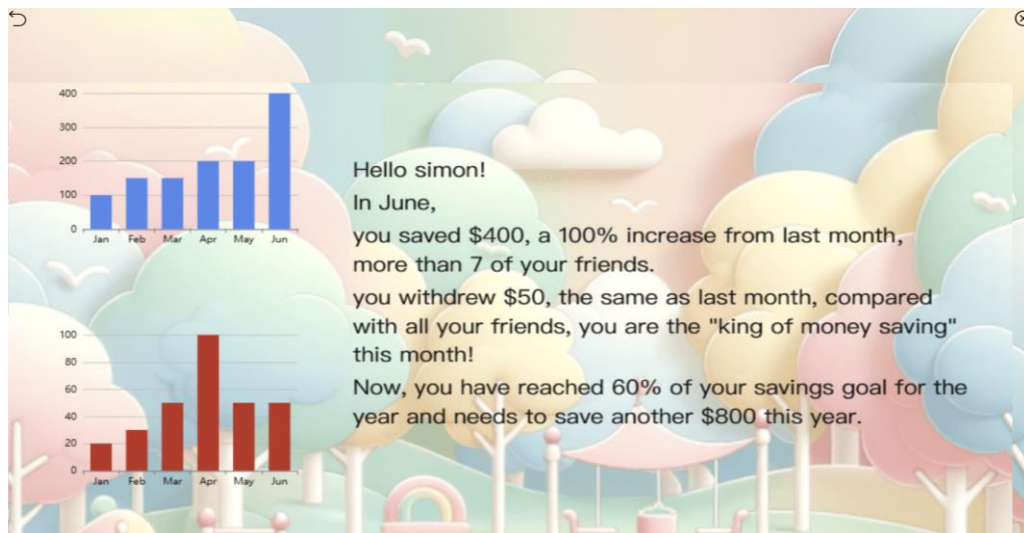 400
300
200
100
0
Jan Feb Mar Apr May Jun
100
80
60
40
20
0
Jan Feb Mar Apr May Jun
Hello simon!
In June,
you saved $400, a 100% increase from last month,
more than 7 of your friends.
you withdrew $50, the same as last month, compared
with all your friends, you are the "king of money saving"
this month!
Now, you have reached 60% of your savings goal for the
year and needs to save another $800 this year.